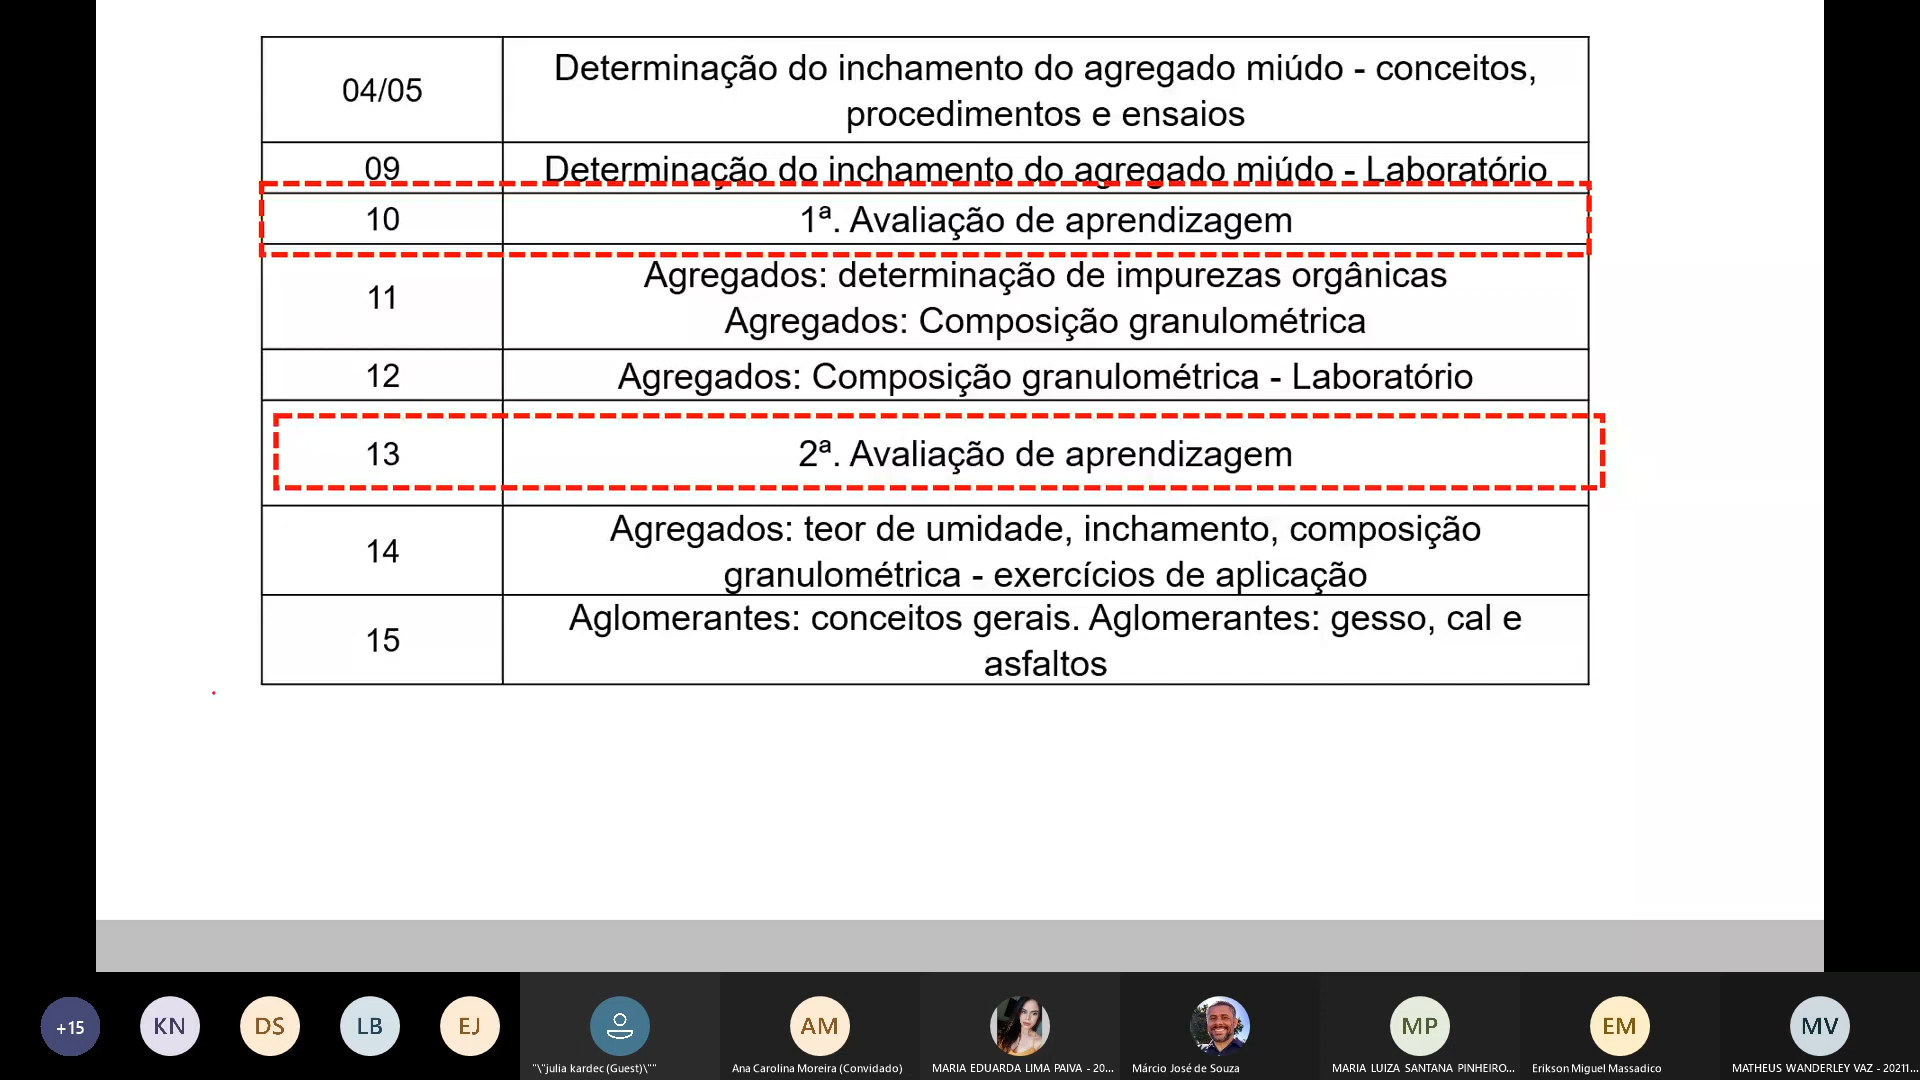 04/05
Determinação do inchamento do agregado miúdo - conceitos,
procedimentos e ensaios
09
Determinação do inchamento do agregado miúdo - Laboratório
10
1ª. Avaliação de aprendizagem
11
Agregados: determinação de impurezas orgânicas
Agregados: Composição granulométrica
12
Agregados: Composição granulométrica - Laboratório
13
2ª. Avaliação de aprendizagem
14
Agregados: teor de umidade, inchamento, composição
granulométrica - exercícios de aplicação
15
Aglomerantes: conceitos gerais. Aglomerantes: gesso, cal e
asfaltos
+15
KN
DS
LB
EJ
AM
MP
EM
MV
"\"julia kardec (Guest)\""
Ana Carolina Moreira (Convidado)
MARIA EDUARDA LIMA PAIVA - 20...
Márcio José de Souza
MARIA LUIZA SANTANA PINHEIRO...
Erikson Miguel Massadico
MATHEUS WANDERLEY VAZ - 20211...